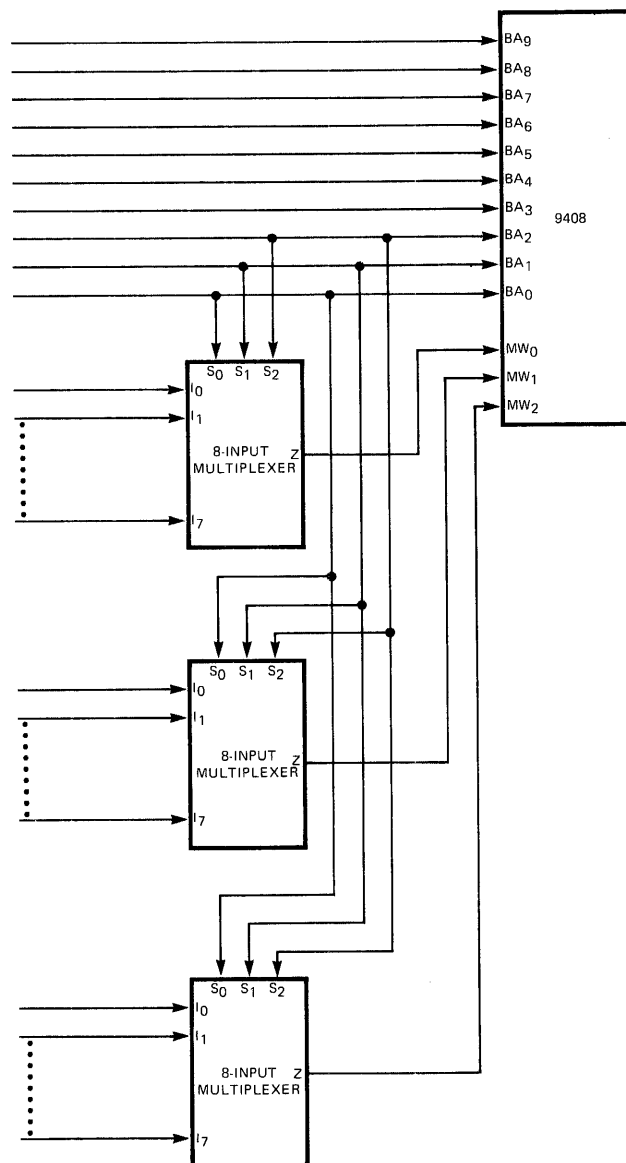 BA9
BA8
BA7
BA6
BA5
BA4
BA3
9408
BA2
BA1
BA0
MW0
MW1
MW2
S0 S1 S2
I0
I1
8-INPUT
MULTIPLEXER
Z
I7
S0 S1 S2
I0
I1
8-INPUT
MULTIPLEXER
Z
I7
S0 S1 S2
I0
I1
8-INPUT
MULTIPLEXER
Z
I7